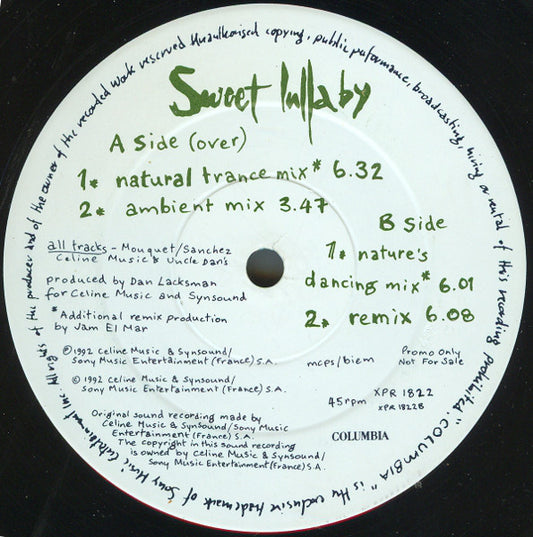 Sweet lullaby
A Side (over)
1. natural trance mix* 6.32
2. ambient mix 3.47
B Side
1. nature's
dancing mix* 6.01
2. remix 6.08
all tracks - Mouquet/Sanchez
Celine Music & Uncle Dan's
produced by Dan Lacksman
for Celine Music and Synsound
*Additional remix production
by Jam El Mar
℗1992 Celine Music & Synsound/
Sony Music Entertainment (France) S.A.
© 1992 Celine Music & Synsound/
Sony Music Entertainment (France) S.A.
Original sound recording made by
Celine Music & Synsound/Sony Music
Entertainment (France) S.A.
The copyright in this sound recording
is owned by Celine Music & Synsound/
Sony Music Entertainment (France) S.A.
mcps/biem
Promo Only
Not For Sale
45rpm
XPR 1822
XPR 1822B
COLUMBIA
All rights of the producer and of the owner of the recorded work reserved Unauthorised copying, public performance, broadcasting, hiring or rental of this recording prohibited. "COLUMBIA" is the exclusive trademark of Sony Music Entertainment Inc.